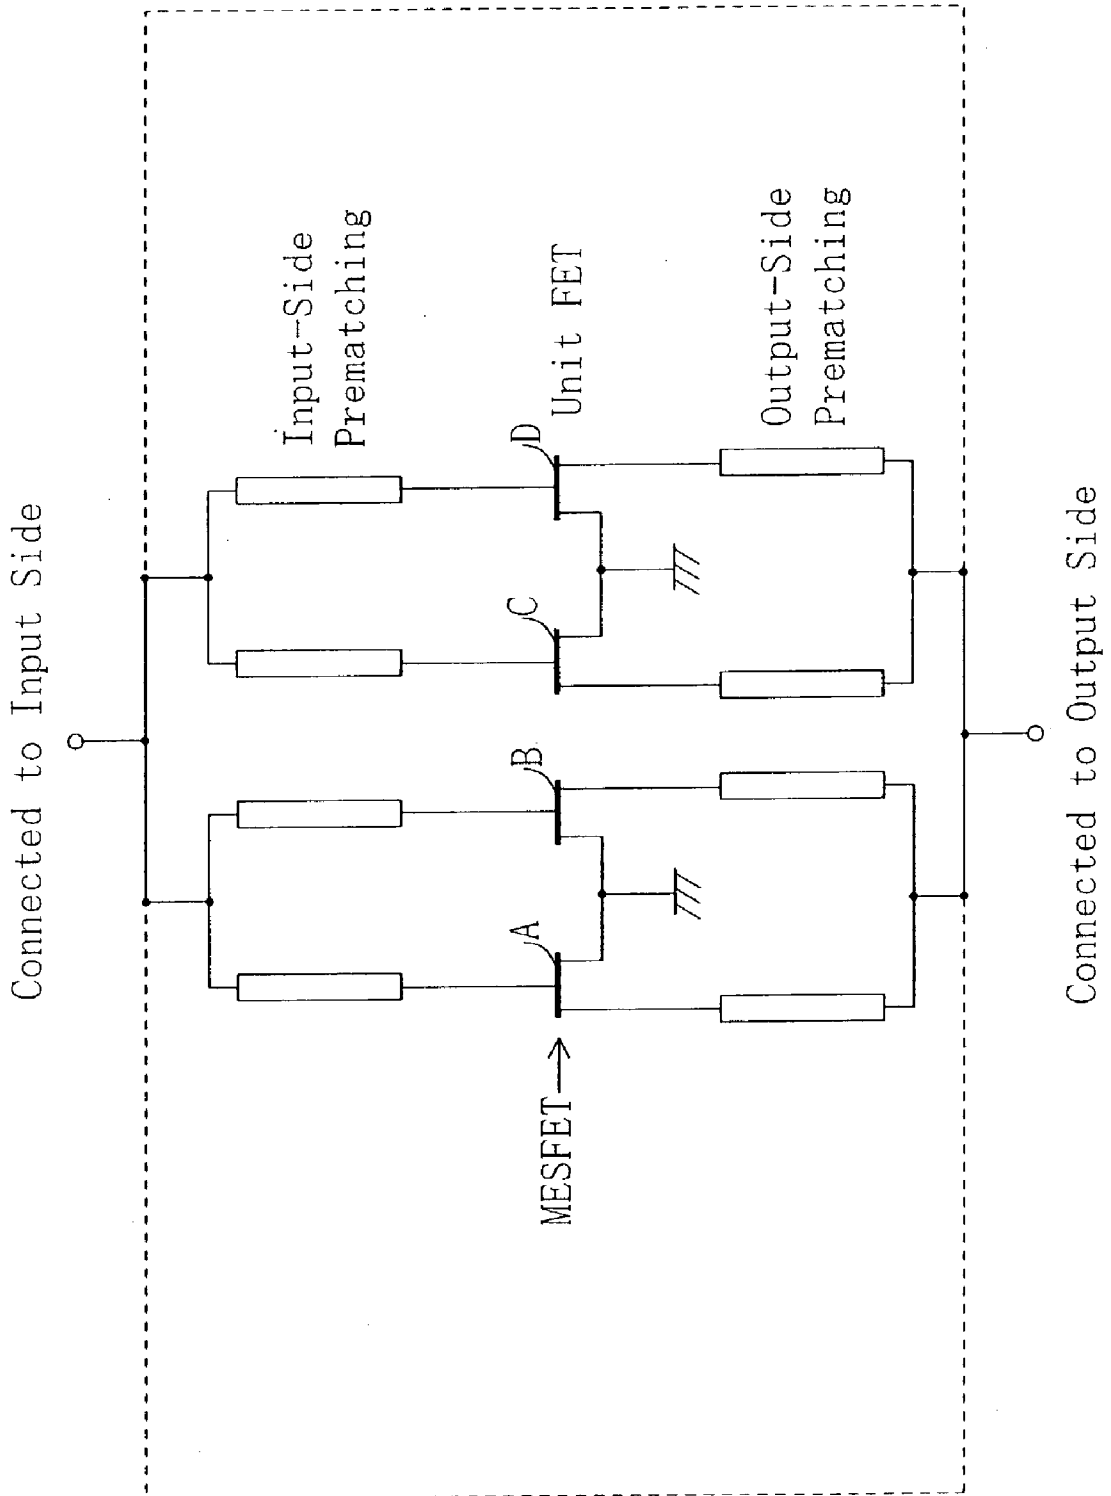 Connected to Input Side
Input-Side
Prematching
MESFET
A
B
C
D
Unit FET
Output-Side
Prematching
Connected to Output Side